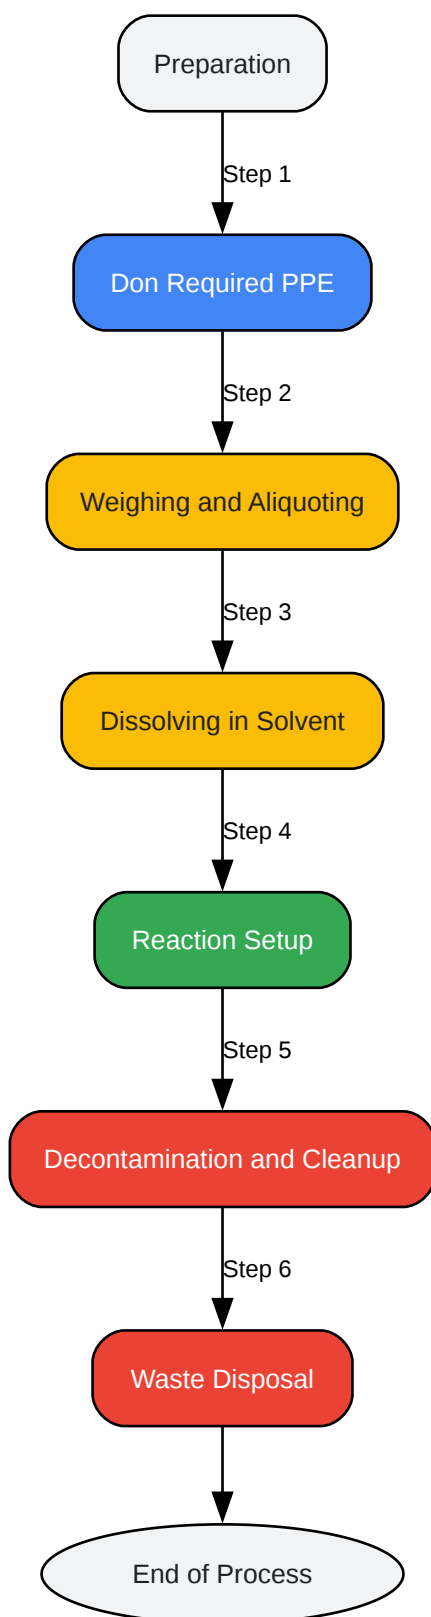 Preparation
Step 1
Don Required PPE
Step 2
Weighing and Aliquoting
Step 3
Dissolving in Solvent
Step 4
Reaction Setup
Step 5
Decontamination and Cleanup
Step 6
Waste Disposal
End of Process